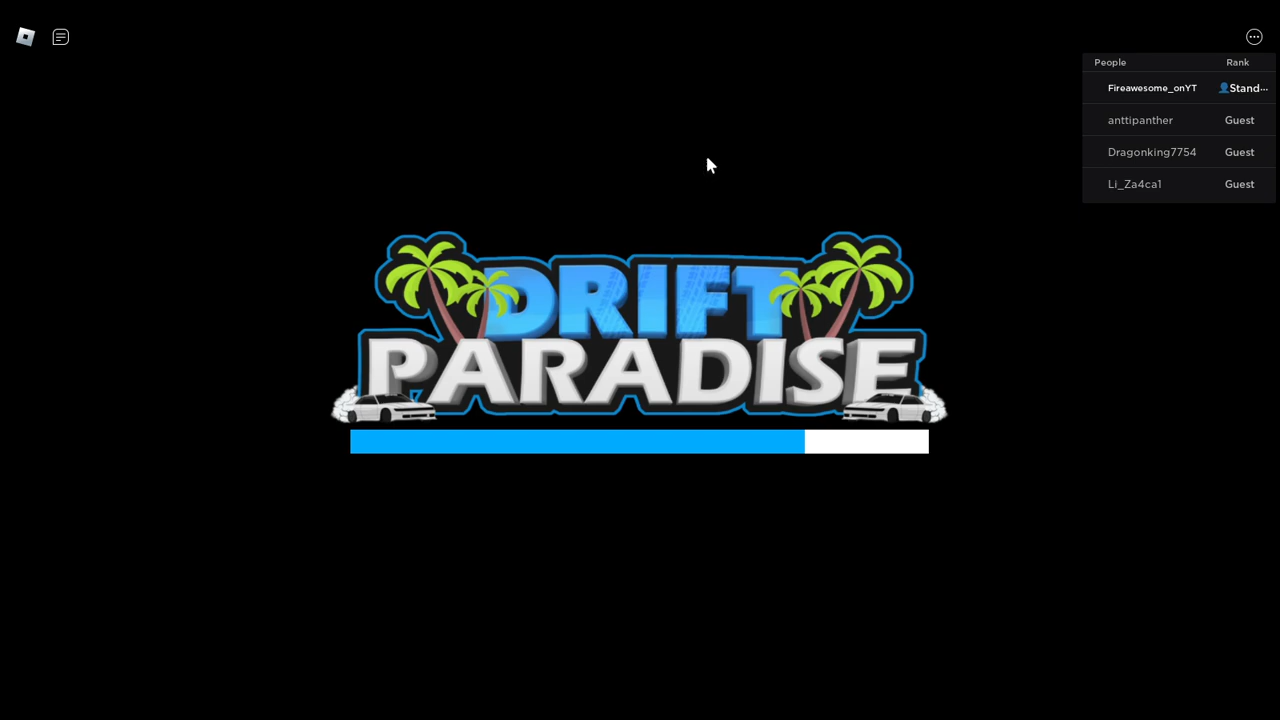 People Rank
Fireawesome_onYT 👤Stand...
anttipanther Guest
Dragonking7754 Guest
Li_Za4ca1 Guest
DRIFT
PARADISE